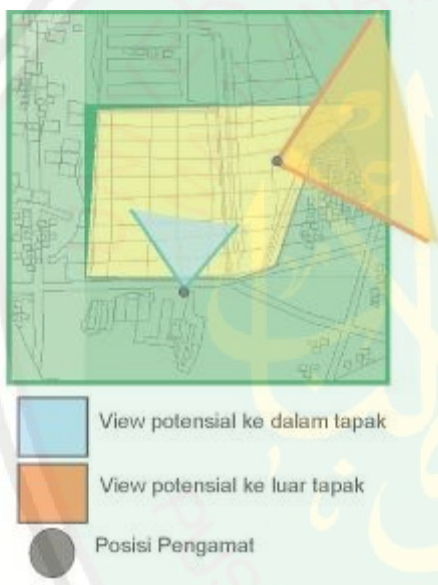 View potensial ke dalam tapak
View potensial ke luar tapak
Posisi Pengamat